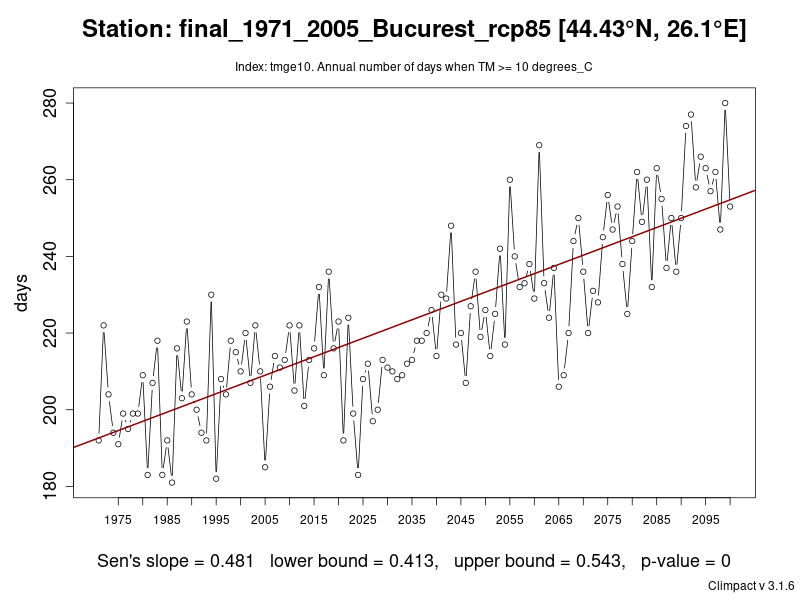 Station: final_1971_2005_Bucurest_rcp85 [44.43°N, 26.1°E]
Index: tmge10. Annual number of days when TM >= 10 degrees_C
280
260
240
220
200
180
days
1975 1985 1995 2005 2015 2025 2035 2045 2055 2065 2075 2085 2095
Sen's slope = 0.481 lower bound = 0.413, upper bound = 0.543, p-value = 0
Climpact v 3.1.6